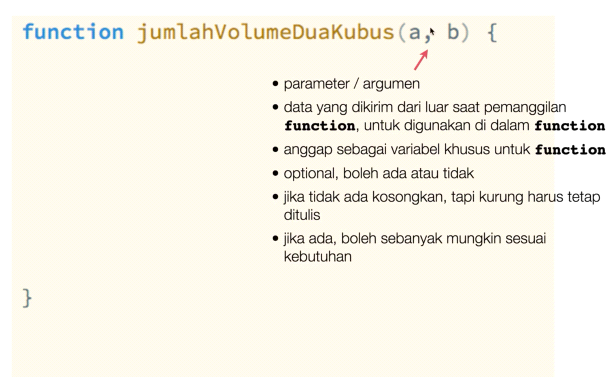 function jumlahVolumeDuaKubus(a, b) {
• parameter / argumen
• data yang dikirim dari luar saat pemanggilan
function, untuk digunakan di dalam function
• anggap sebagai variabel khusus untuk function
• optional, boleh ada atau tidak
• jika tidak ada kosongkan, tapi kurung harus tetap
ditulis
• jika ada, boleh sebanyak mungkin sesuai
kebutuhan
}